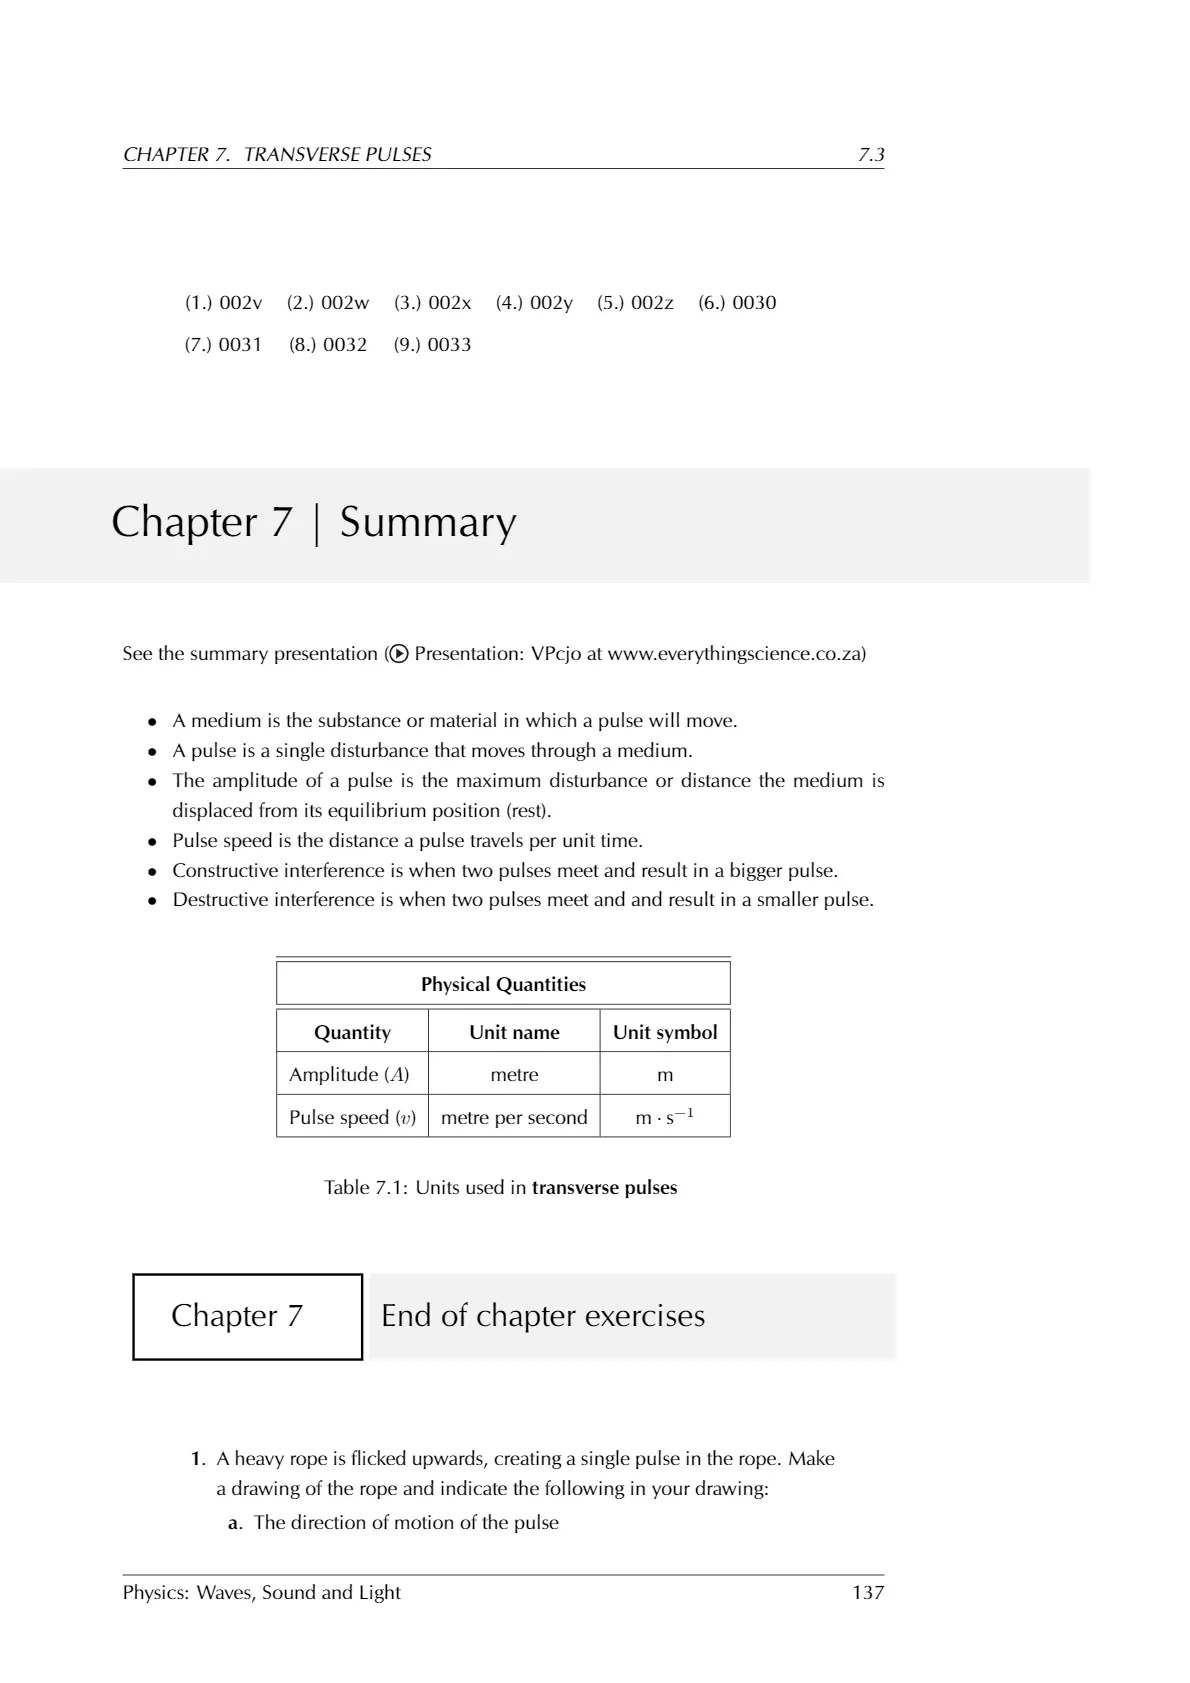 CHAPTER 7. TRANSVERSE PULSES 7.3
(1.) 002v (2.) 002w (3.) 002x (4.) 002y (5.) 002z (6.) 0030
(7.) 0031 (8.) 0032 (9.) 0033
Chapter 7 | Summary
See the summary presentation ( Presentation: VPcjo at www.everythingscience.co.za)
• A medium is the substance or material in which a pulse will move.
• A pulse is a single disturbance that moves through a medium.
• The amplitude of a pulse is the maximum disturbance or distance the medium is
displaced from its equilibrium position (rest).
• Pulse speed is the distance a pulse travels per unit time.
• Constructive interference is when two pulses meet and result in a bigger pulse.
• Destructive interference is when two pulses meet and and result in a smaller pulse.
Physical Quantities
Quantity Unit name Unit symbol
Amplitude (A) metre m
Pulse speed (v) metre per second m · s⁻¹
Table 7.1: Units used in transverse pulses
Chapter 7 End of chapter exercises
1. A heavy rope is flicked upwards, creating a single pulse in the rope. Make
a drawing of the rope and indicate the following in your drawing:
a. The direction of motion of the pulse
Physics: Waves, Sound and Light 137